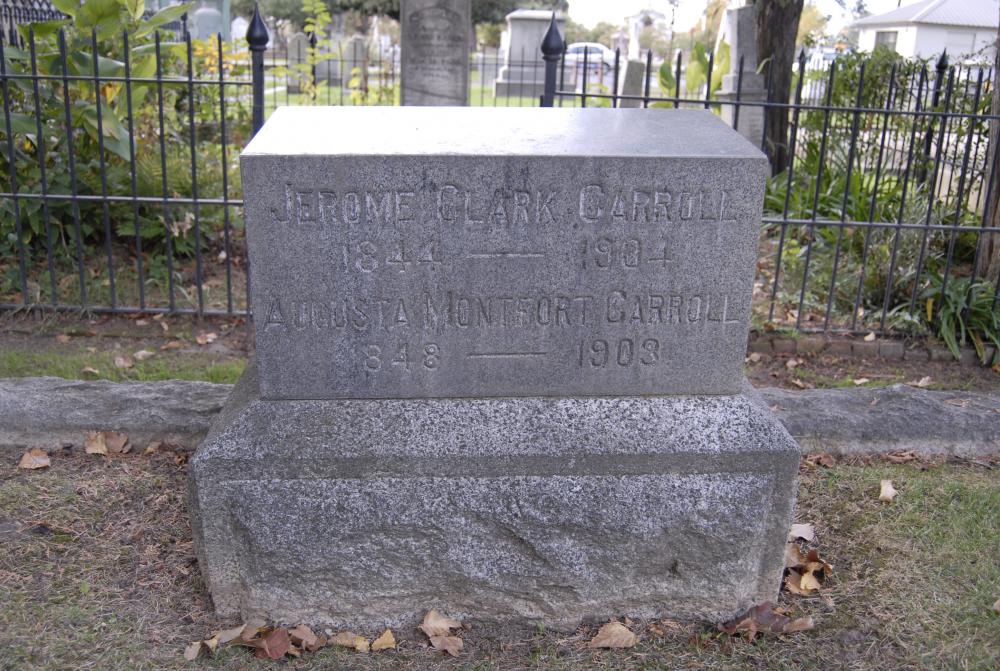 Jerome Clark Carroll
1844 — 1904
Augusta Montfort Carroll
1848 — 1903